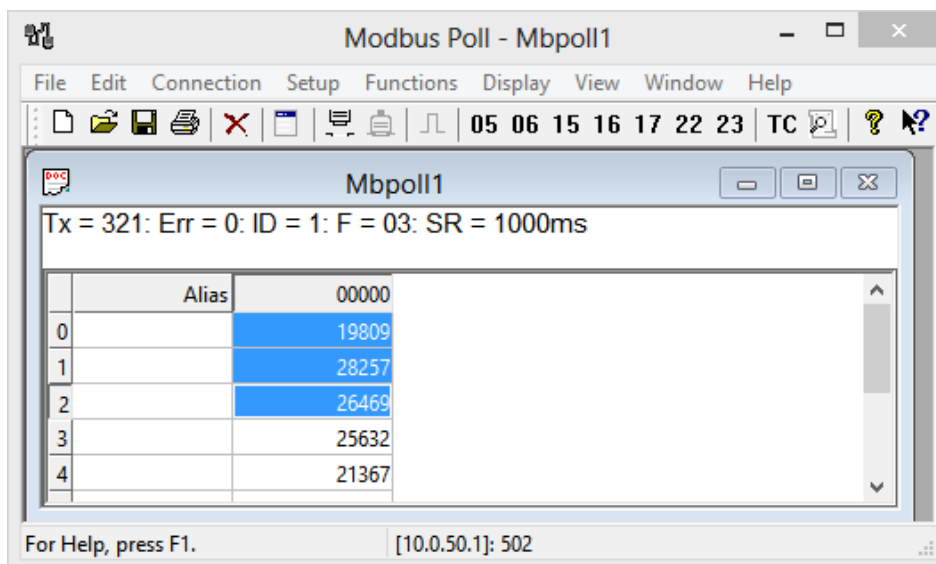 Modbus Poll - Mbpoll1
File Edit Connection Setup Functions Display View Window Help
05 06 15 16 17 22 23 TC
DOC Mbpoll1
Tx = 321: Err = 0: ID = 1: F = 03: SR = 1000ms
Alias 00000
0 19809
1 28257
2 26469
3 25632
4 21367
For Help, press F1. [10.0.50.1]: 502